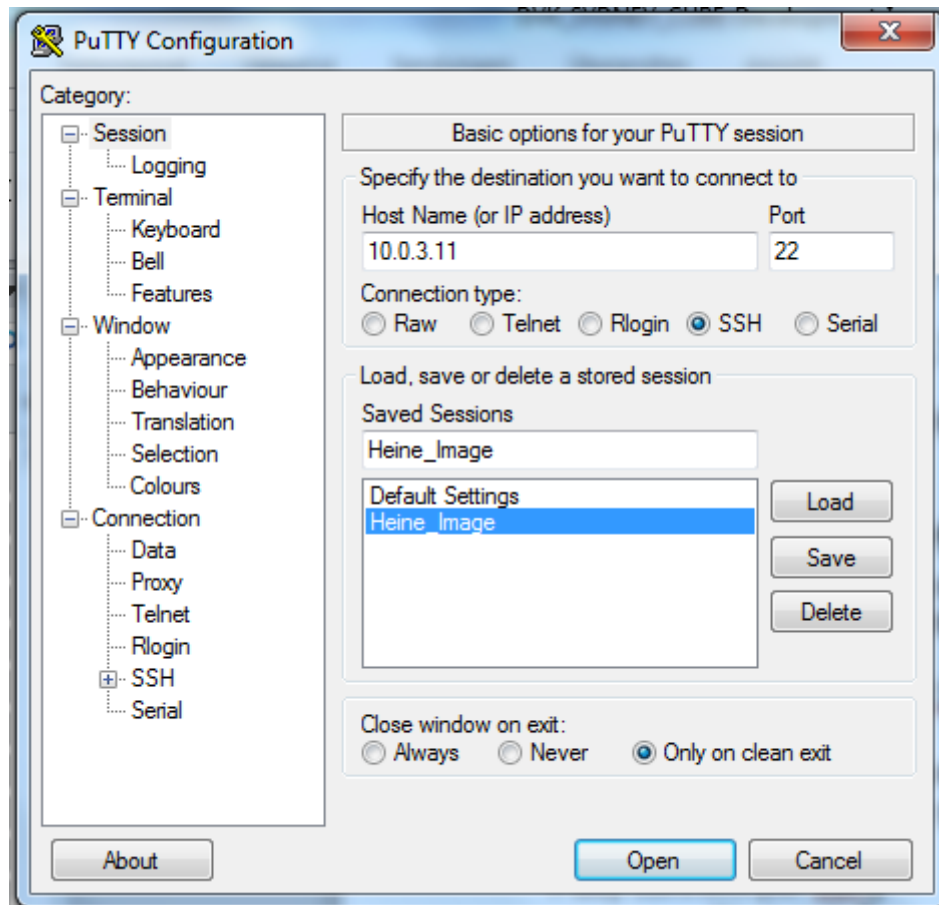 PuTTY Configuration
Category:
Session
Logging
Terminal
Keyboard
Bell
Features
Window
Appearance
Behaviour
Translation
Selection
Colours
Connection
Data
Proxy
Telnet
Rlogin
SSH
Serial
Basic options for your PuTTY session
Specify the destination you want to connect to
Host Name (or IP address) Port
10.0.3.11 22
Connection type:
Raw Telnet Rlogin SSH Serial
Load, save or delete a stored session
Saved Sessions
Heine_Image
Default Settings
Heine_Image
Load
Save
Delete
Close window on exit:
Always Never Only on clean exit
About Open Cancel